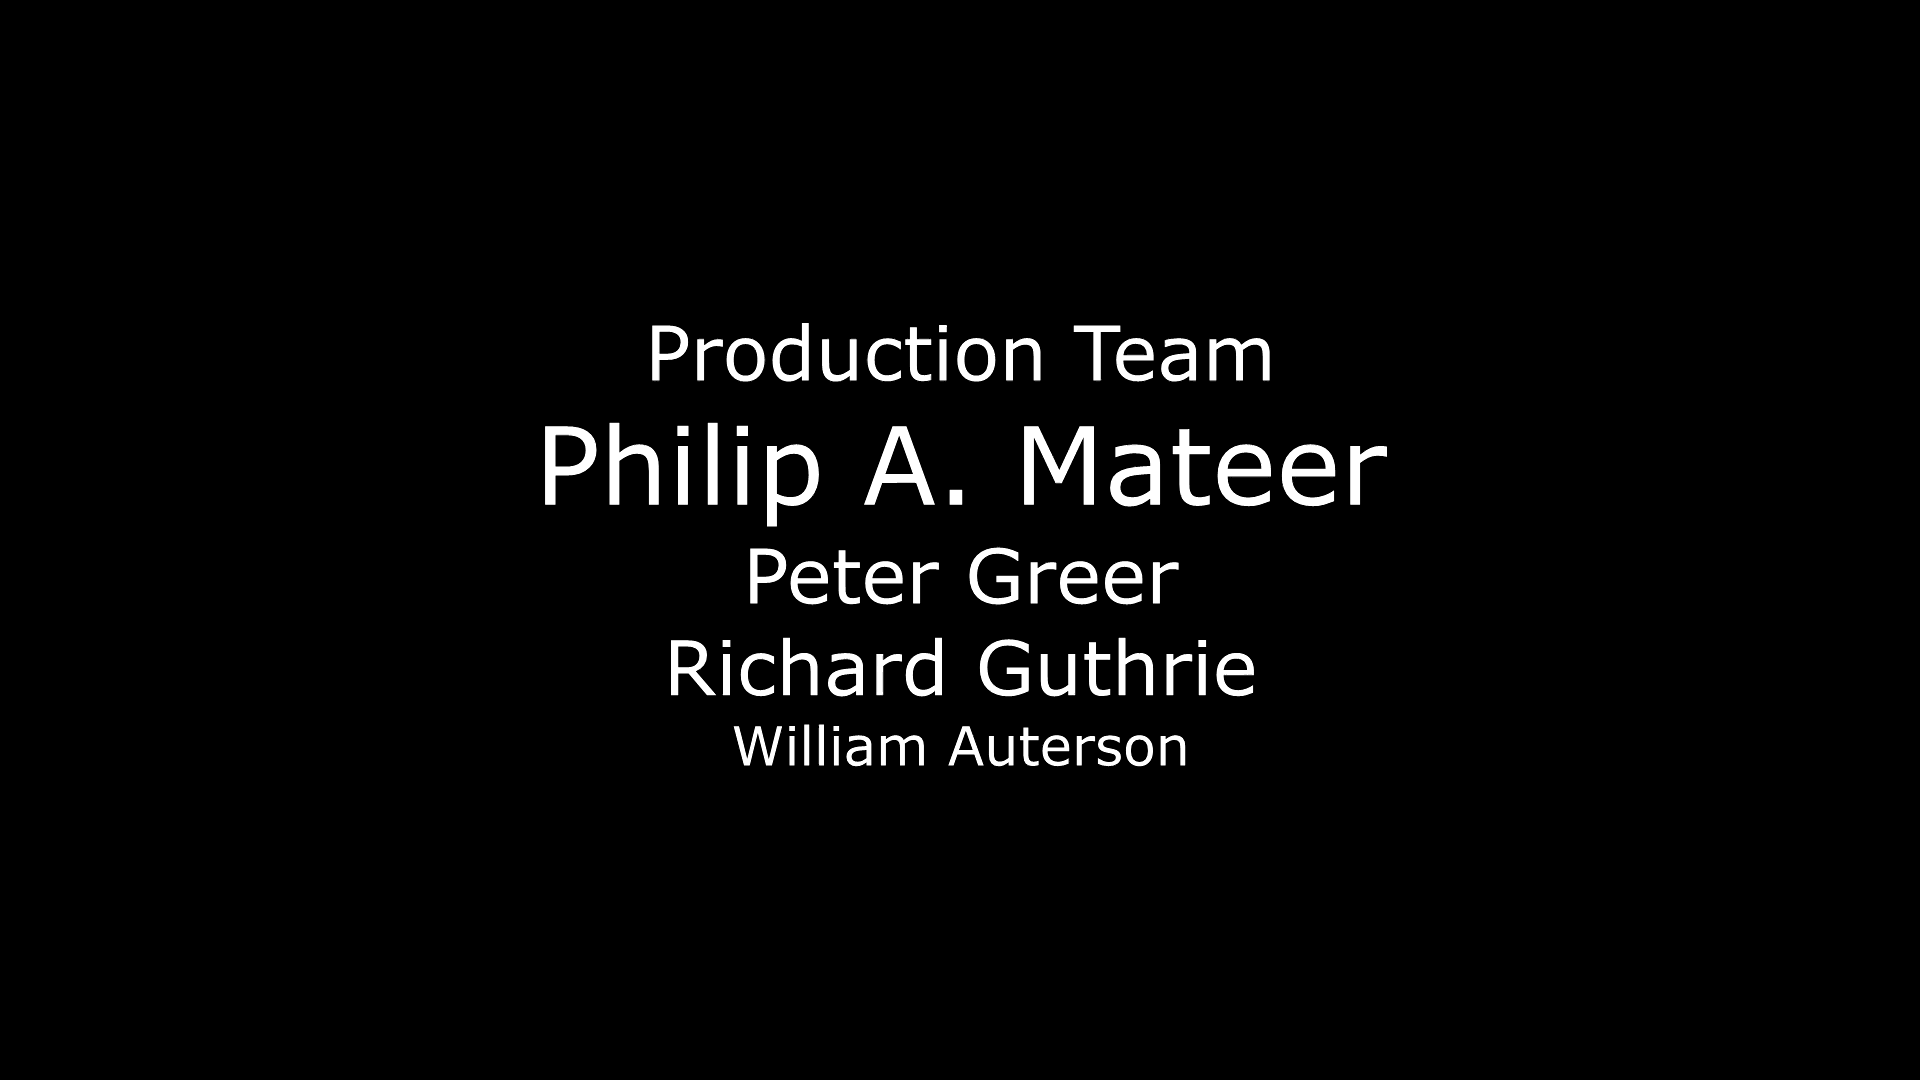 Production Team
Philip A. Mateer
Peter Greer
Richard Guthrie
William Auterson